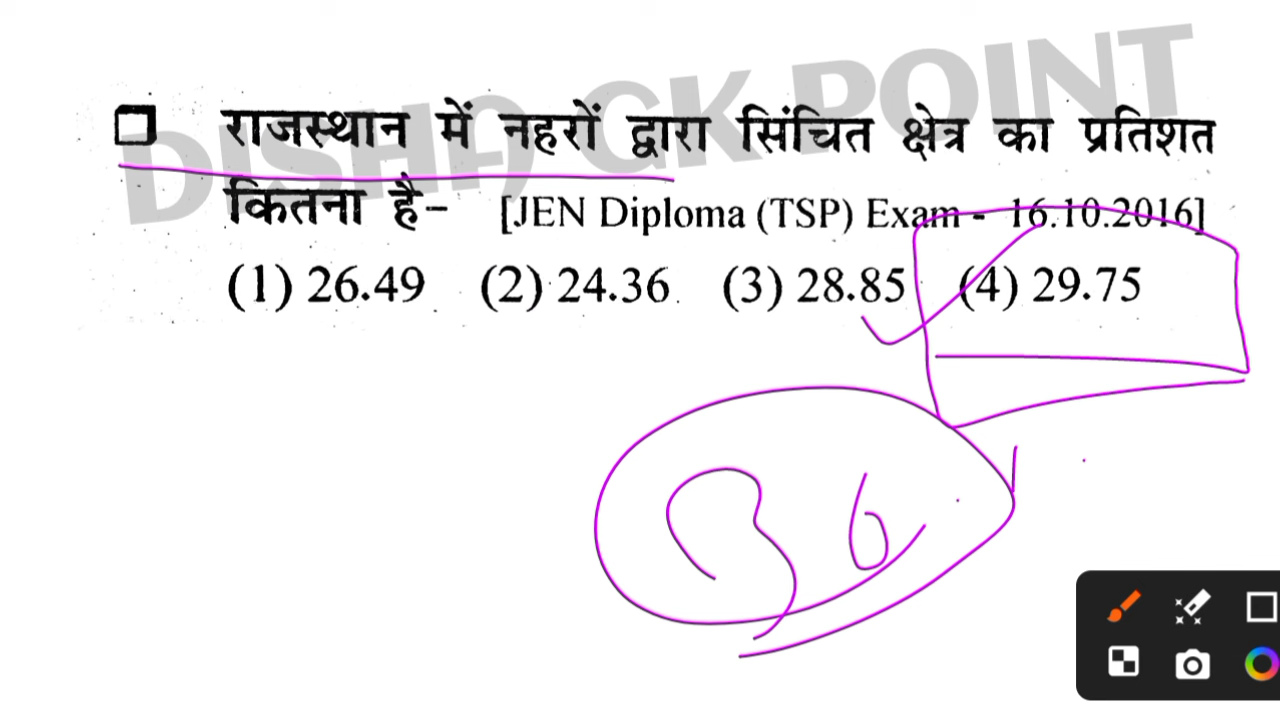 DISHA GK POINT
राजस्थान में नहरों द्वारा सिंचित क्षेत्र का प्रतिशत
कितना है- [JEN Diploma (TSP) Exam - 16.10.2016]
(1) 26.49 (2) 24.36 (3) 28.85 (4) 29.75
36